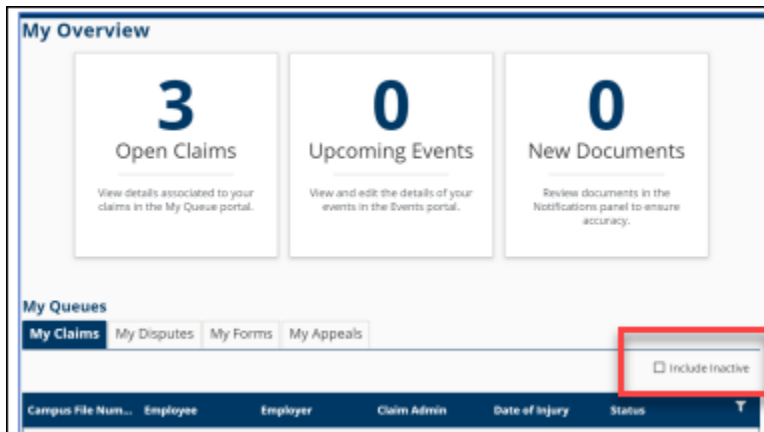 My Overview
3
Open Claims
View details associated to your
claims in the My Queue portal.
0
Upcoming Events
View and edit the details of your
events in the Events portal.
0
New Documents
Review documents in the
Notifications panel to ensure
accuracy.
My Queues
My Claims My Disputes My Forms My Appeals
Include Inactive
Campus File Num... Employee Employer Claim Admin Date of Injury Status